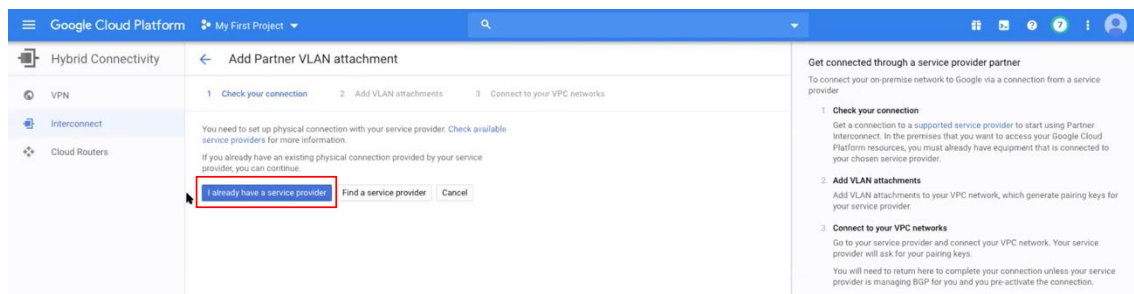 Google Cloud Platform
My First Project
7
Hybrid Connectivity
VPN
Interconnect
Cloud Routers
Add Partner VLAN attachment
1 Check your connection
2 Add VLAN attachments
3 Connect to your VPC networks
You need to set up physical connection with your service provider. Check available
service providers for more information.
If you already have an existing physical connection provided by your service
provider, you can continue.
I already have a service provider
Find a service provider
Cancel
Get connected through a service provider partner
To connect your on-premise network to Google via a connection from a service
provider
1. Check your connection
Get a connection to a supported service provider to start using Partner
Interconnect. In the premises that you want to access your Google Cloud
Platform resources, you must already have equipment that is connected to
your chosen service provider.
2. Add VLAN attachments
Add VLAN attachments to your VPC network, which generate pairing keys for
your service provider.
3. Connect to your VPC networks
Go to your service provider and connect your VPC network. Your service
provider will ask for your pairing keys.
You will need to return here to complete your connection unless your service
provider is managing BGP for you and you pre-activate the connection.